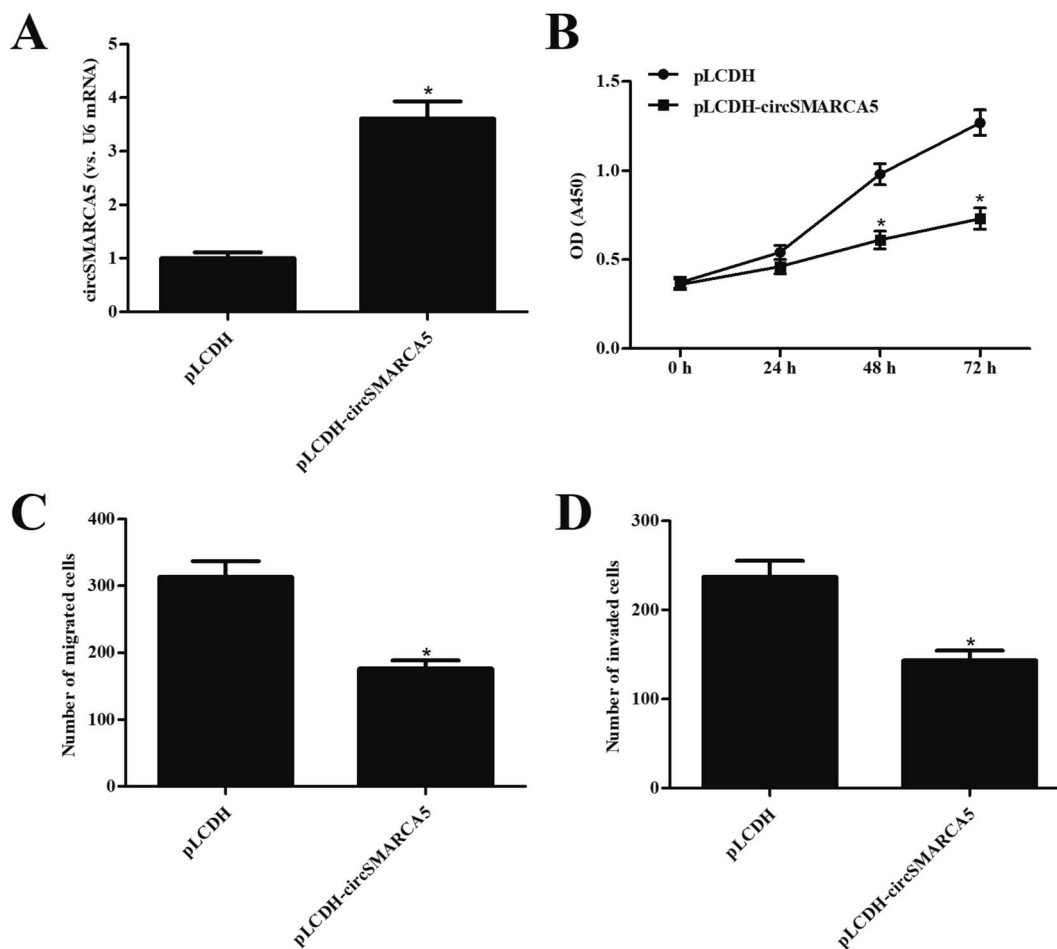 A
circSMARCA5 (vs. U6 mRNA)
5
4
3
2
1
0
*
pLCDH
pLCDH-circSMARCA5
B
pLCDH
pLCDH-circSMARCA5
OD (A450)
1.5
1.0
0.5
0.0
*
*
0 h
24 h
48 h
72 h
C
Number of migrated cells
400
300
200
100
0
*
pLCDH
pLCDH-circSMARCA5
D
Number of invaded cells
300
200
100
0
*
pLCDH
pLCDH-circSMARCA5